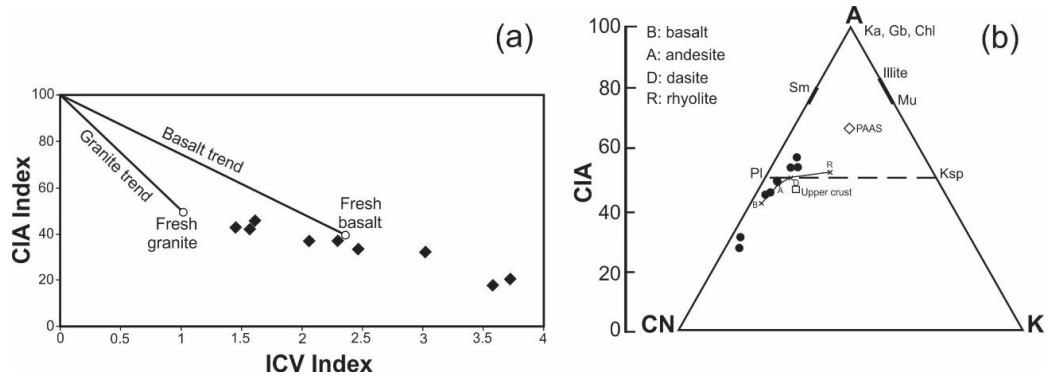 (a)
100
80
60
40
20
0
CIA Index
0
0.5
1
1.5
2
2.5
3
3.5
4
ICV Index
Granite trend
Basalt trend
Fresh
granite
Fresh
basalt
(b)
B: basalt
A: andesite
D: dasite
R: rhyolite
100
80
60
40
20
0
CIA
A
Ka, Gb, Chl
Illite
Mu
Sm
PAAS
Pl
Ksp
R
D
A
B
Upper crust
CN
K